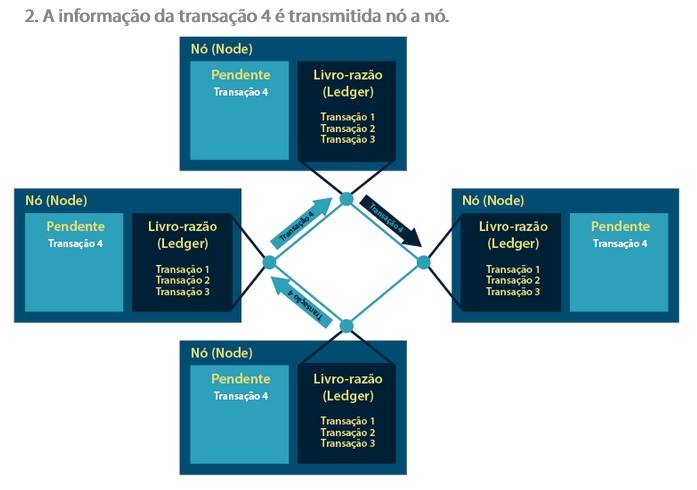 2. A informação da transação 4 é transmitida nó a nó.
Nó (Node)
Pendente
Transação 4
Livro-razão
(Ledger)
Transação 1
Transação 2
Transação 3
Nó (Node)
Pendente
Transação 4
Livro-razão
(Ledger)
Transação 1
Transação 2
Transação 3
Transação 4
Transação 4
Transação 4
Nó (Node)
Livro-razão
(Ledger)
Transação 1
Transação 2
Transação 3
Pendente
Transação 4
Nó (Node)
Pendente
Transação 4
Livro-razão
(Ledger)
Transação 1
Transação 2
Transação 3